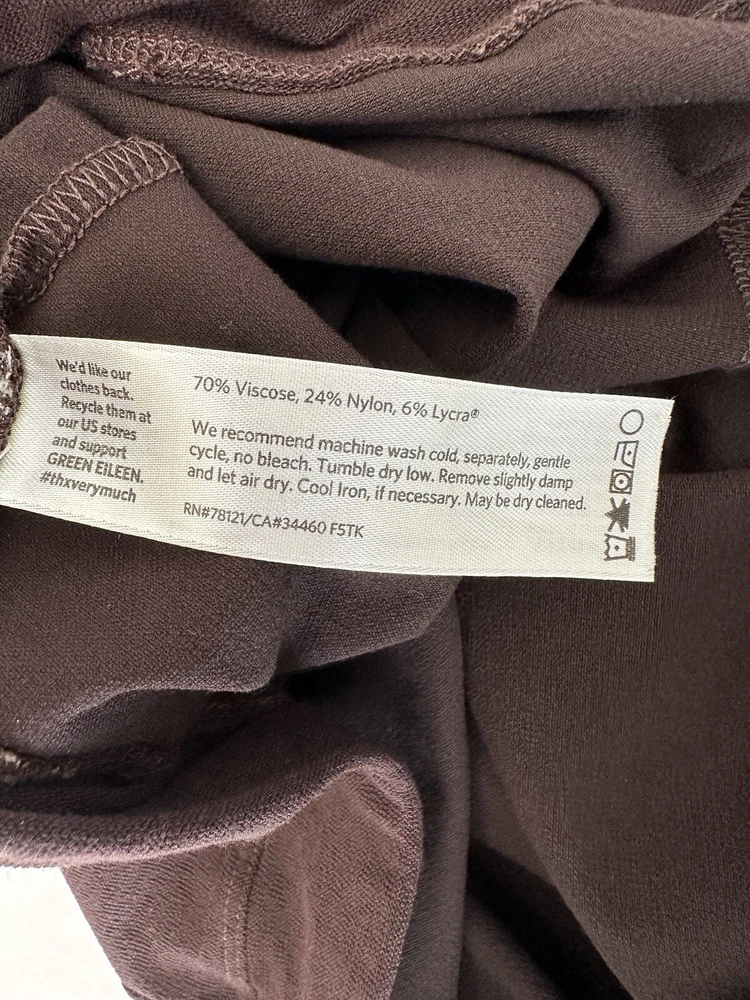 We'd like our
clothes back.
Recycle them at
our US stores
and support
GREEN EILEEN.
#thxverymuch
70% Viscose, 24% Nylon, 6% Lycra®
We recommend machine wash cold, separately, gentle
cycle, no bleach. Tumble dry low. Remove slightly damp
and let air dry. Cool Iron, if necessary. May be dry cleaned.
RN#78121/CA#34460 F5TK